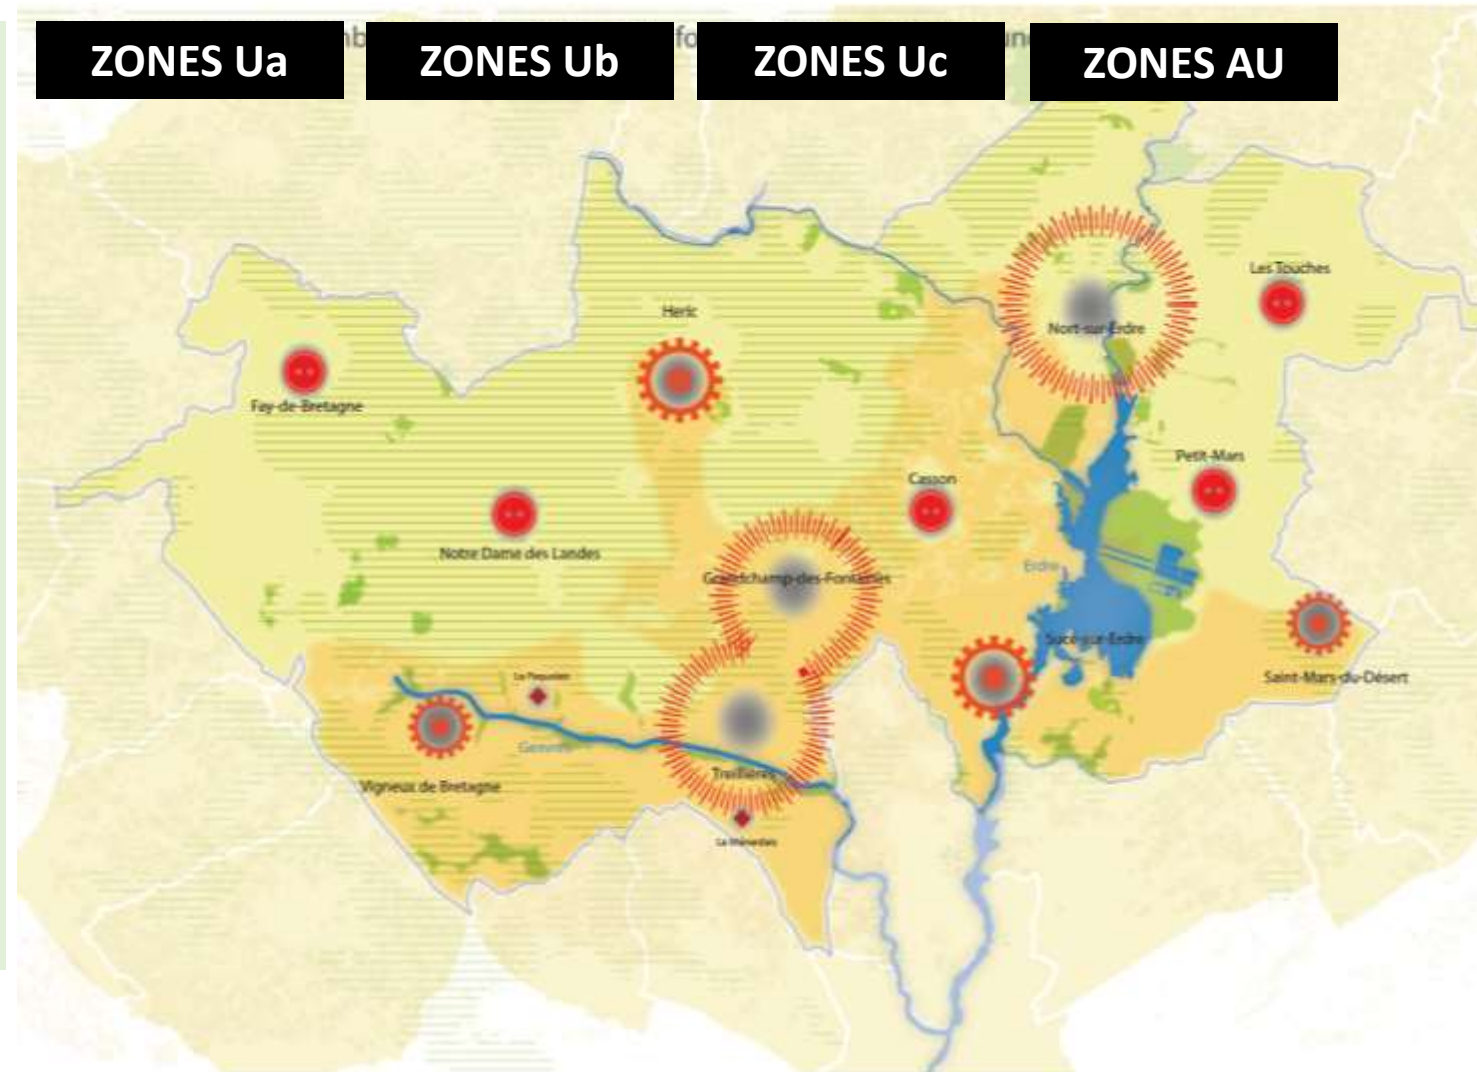 ZONES Ua
ZONES Ub
ZONES Uc
ZONES AU
Les Touches
Heric
Nort-sur-Erdre
Fay-de-Bretagne
Petit-Mars
Casson
Notre Dame des Landes
Erdre
Grandchamp-des-Fontaines
Sucé-sur-Erdre
Saint-Mars-du-Désert
Vigneux de Bretagne
Treillières